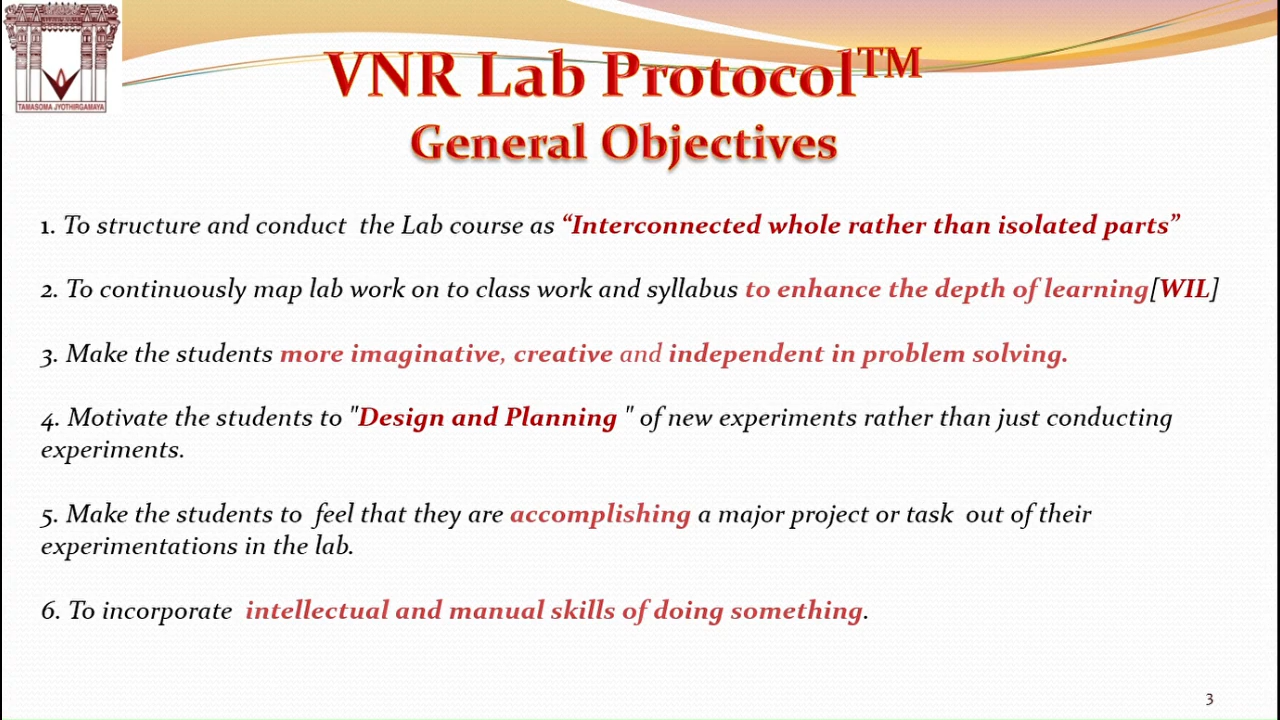 TAMASOMA JYOTHIRGAMAYA
VNR Lab Protocol™
General Objectives
1. To structure and conduct the Lab course as “Interconnected whole rather than isolated parts”
2. To continuously map lab work on to class work and syllabus to enhance the depth of learning[WIL]
3. Make the students more imaginative, creative and independent in problem solving.
4. Motivate the students to "Design and Planning " of new experiments rather than just conducting
experiments.
5. Make the students to feel that they are accomplishing a major project or task out of their
experimentations in the lab.
6. To incorporate intellectual and manual skills of doing something.
3